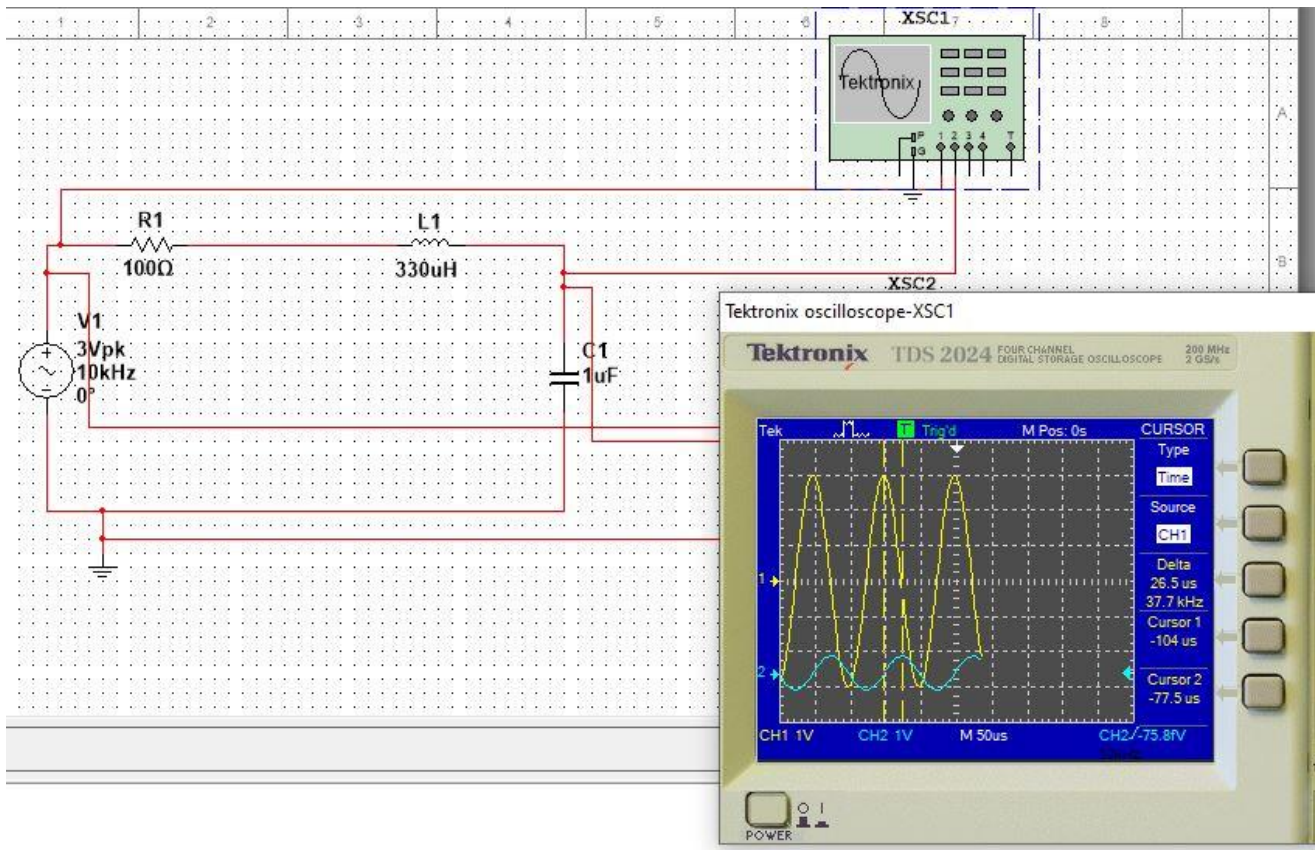 1 2 3 4 5 6 7 8
XSC1
Tektronix
P 1 2 3 4 T
G
A
R1
100Ω
L1
330uH
B
XSC2
V1
3Vpk
10kHz
0°
C1
1uF
Tektronix oscilloscope-XSC1
Tektronix TDS 2024 FOUR CHANNEL DIGITAL STORAGE OSCILLOSCOPE 200 MHz 2 GS/s
Tek T Trig'd M Pos: 0s CURSOR
Type
Time
Source
CH1
Delta
26.5 us
37.7 kHz
Cursor 1
-104 us
Cursor 2
-77.5 us
1
2
CH1 1V CH2 1V M 50us CH2 -75.8fV
POWER